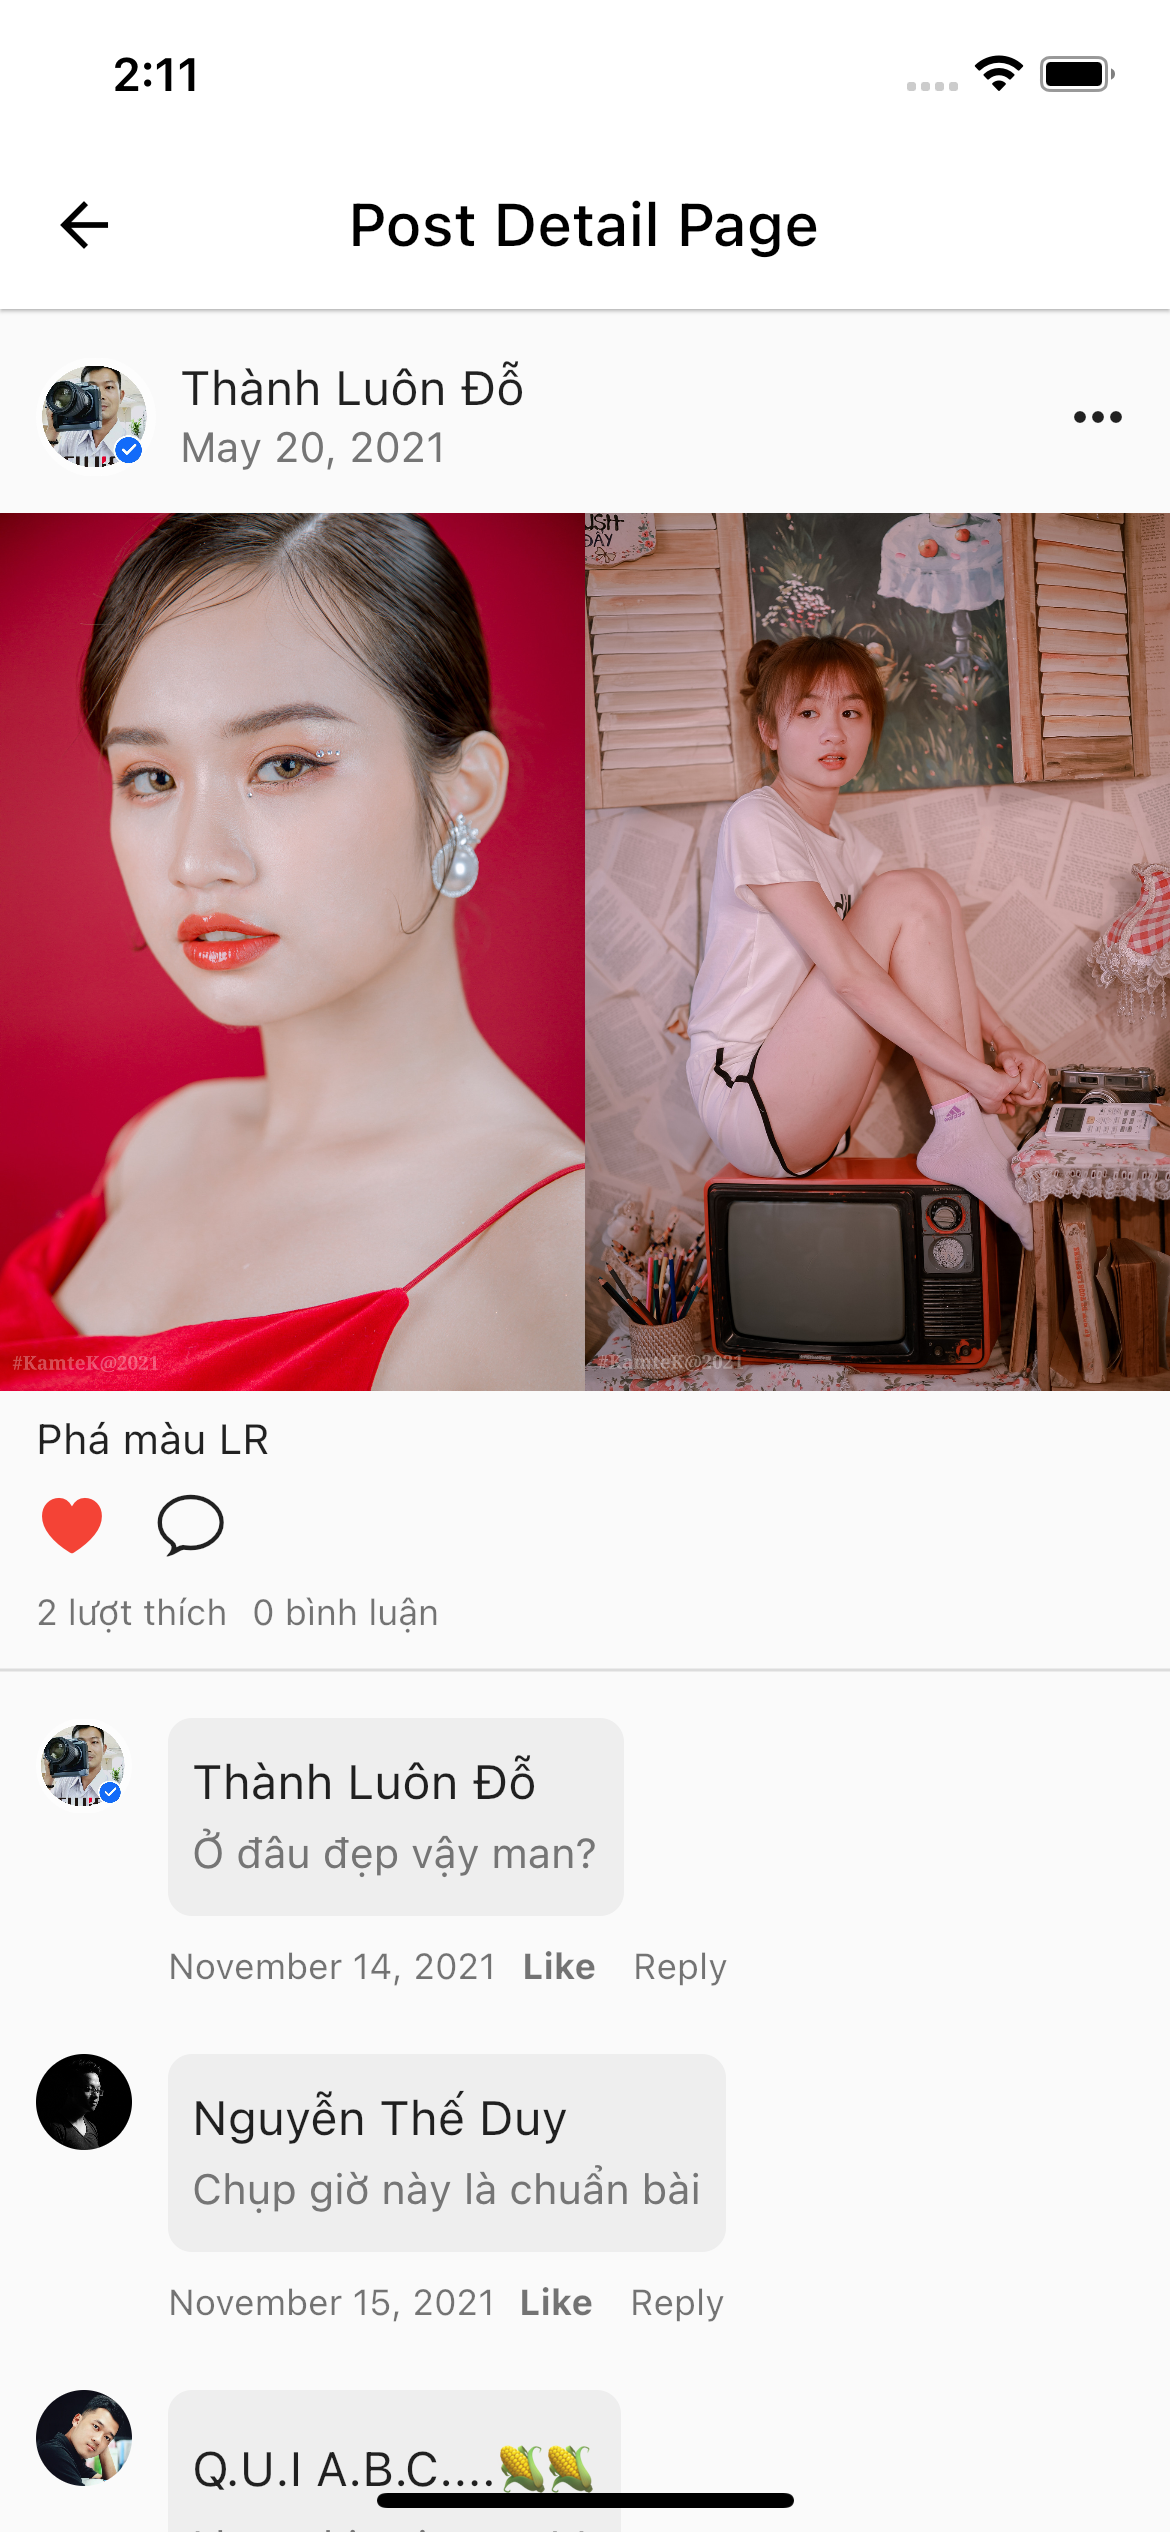 2:11
Post Detail Page
Thành Luôn Đỗ
May 20, 2021
#KamteK@2021
#KamteK@2021
Phá màu LR
2 lượt thích 0 bình luận
Thành Luôn Đỗ
Ở đâu đẹp vậy man?
November 14, 2021 Like Reply
Nguyễn Thế Duy
Chụp giờ này là chuẩn bài
November 15, 2021 Like Reply
Q.U.I A.B.C....🌽🌽